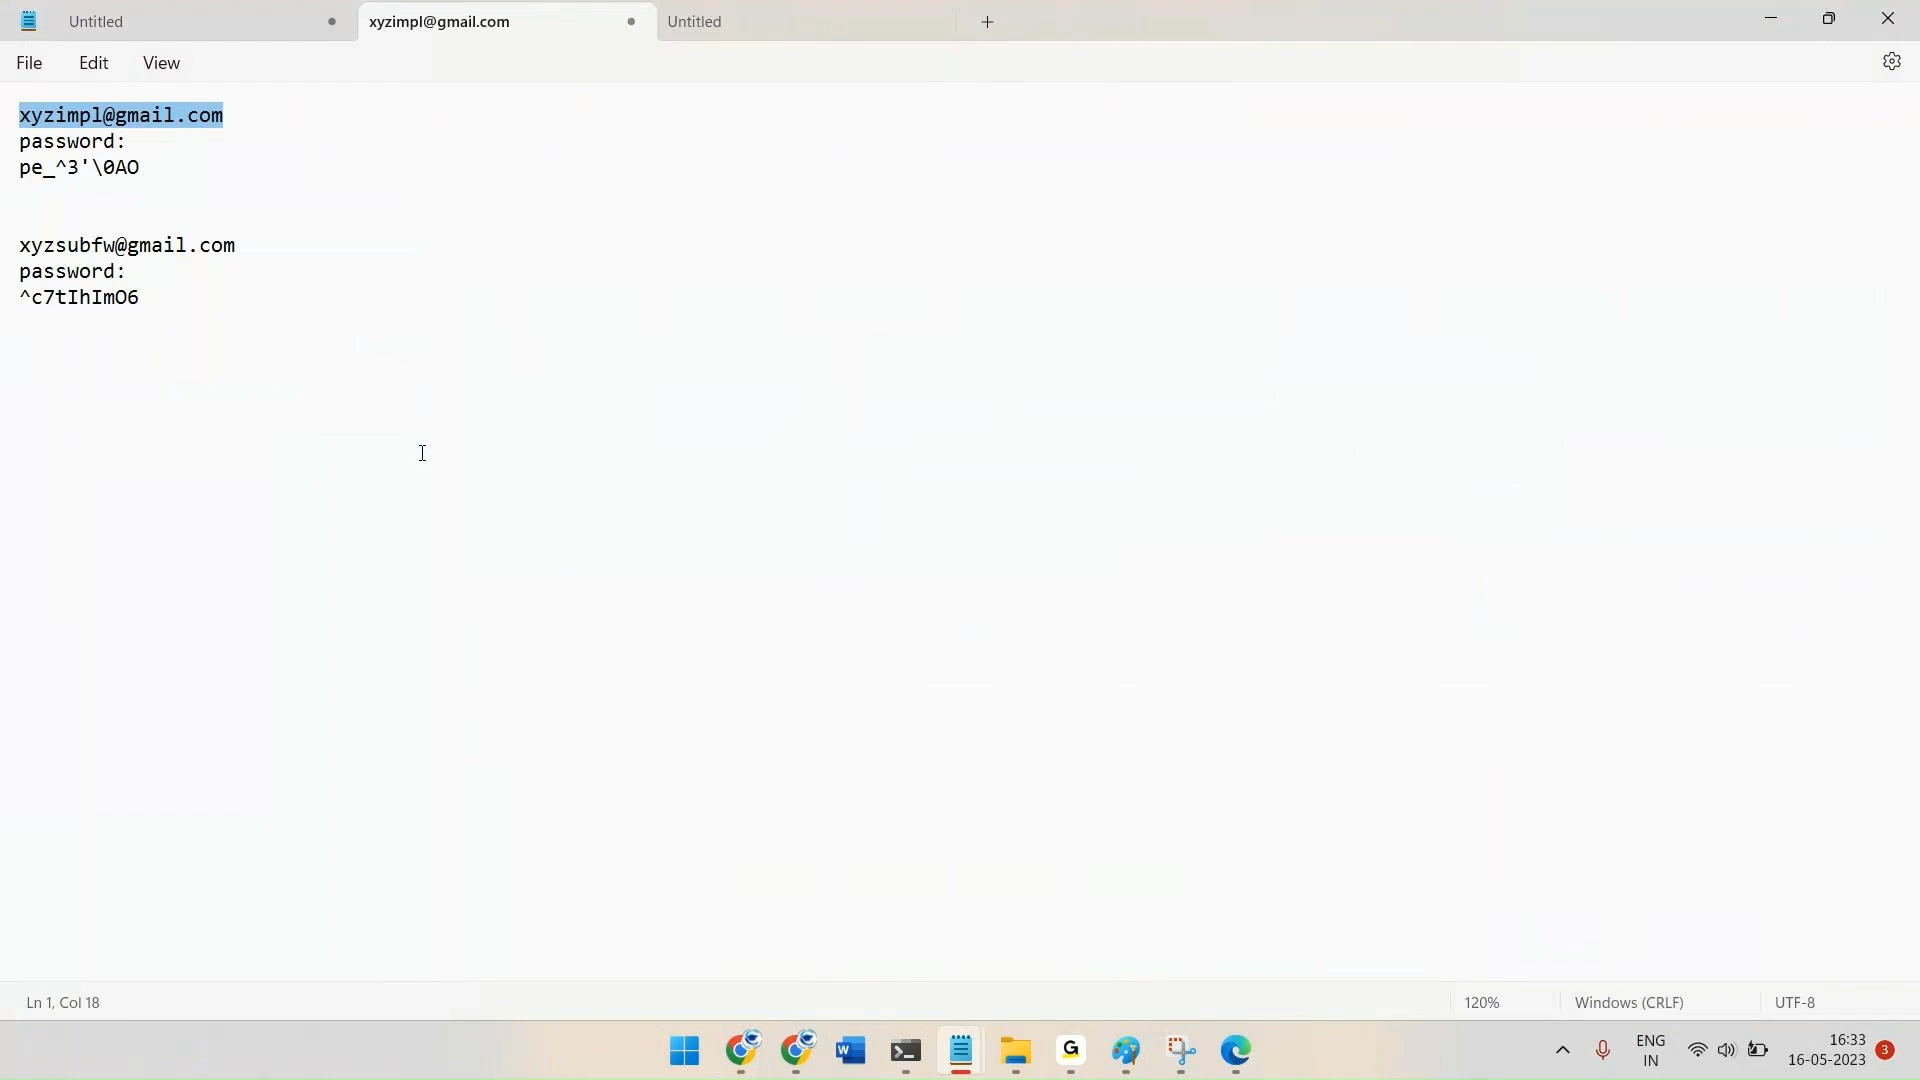 Untitled
xyzimpl@gmail.com
Untitled
File Edit View
xyzimpl@gmail.com
password:
pe_^3'\0AO
xyzsubfw@gmail.com
password:
^c7tIhImO6
Ln 1, Col 18
120%
Windows (CRLF)
UTF-8
W
G
ENG
IN
16:33
16-05-2023
3